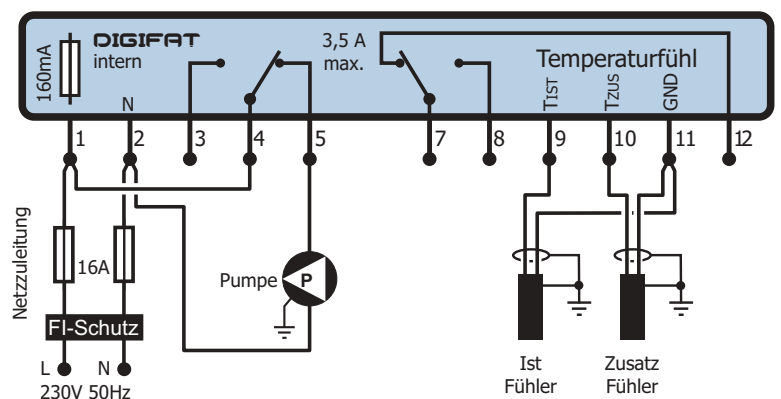 160mA
DIGIFAT
intern
N
3,5 A
max.
Temperaturfühl
TIST
TZUS
GND
1
2
3
4
5
7
8
9
10
11
12
Netzzuleitung
16A
FI-Schutz
L
N
230V 50Hz
Pumpe
P
Ist
Fühler
Zusatz
Fühler